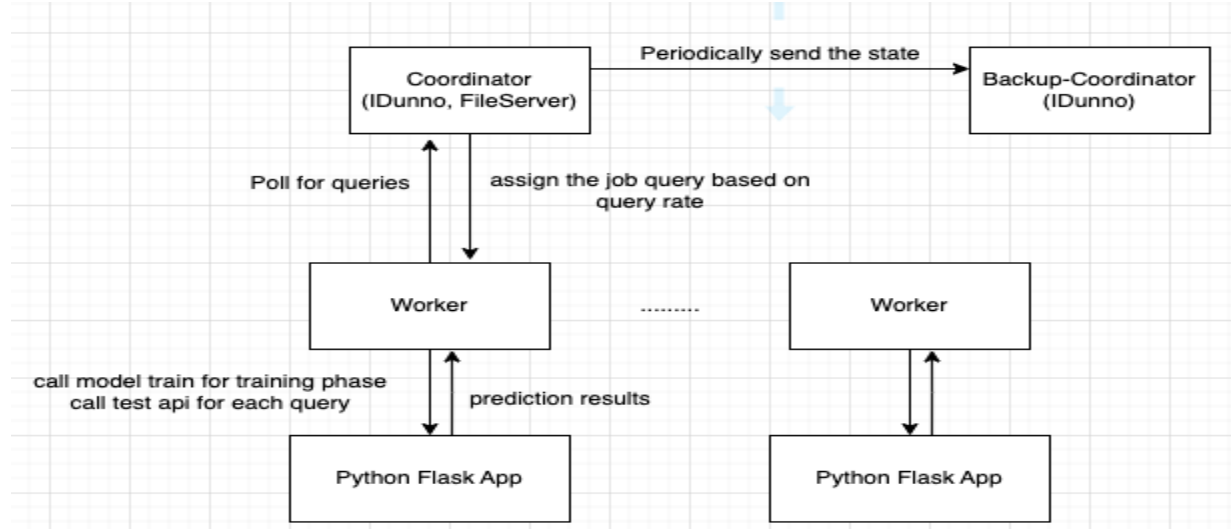 Periodically send the state
Coordinator
(IDunno, FileServer)
Backup-Coordinator
(IDunno)
Poll for queries
assign the job query based on
query rate
Worker
.........
Worker
call model train for training phase
call test api for each query
prediction results
Python Flask App
Python Flask App